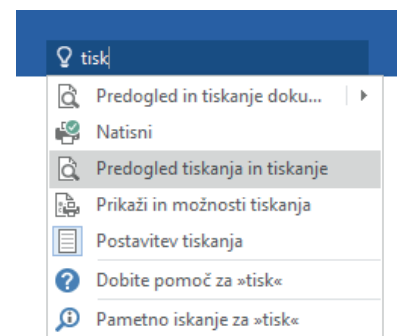 tisk
Predogled in tiskanje doku...
Natisni
Predogled tiskanja in tiskanje
Prikaži in možnosti tiskanja
Postavitev tiskanja
Dobite pomoč za »tisk«
Pametno iskanje za »tisk«